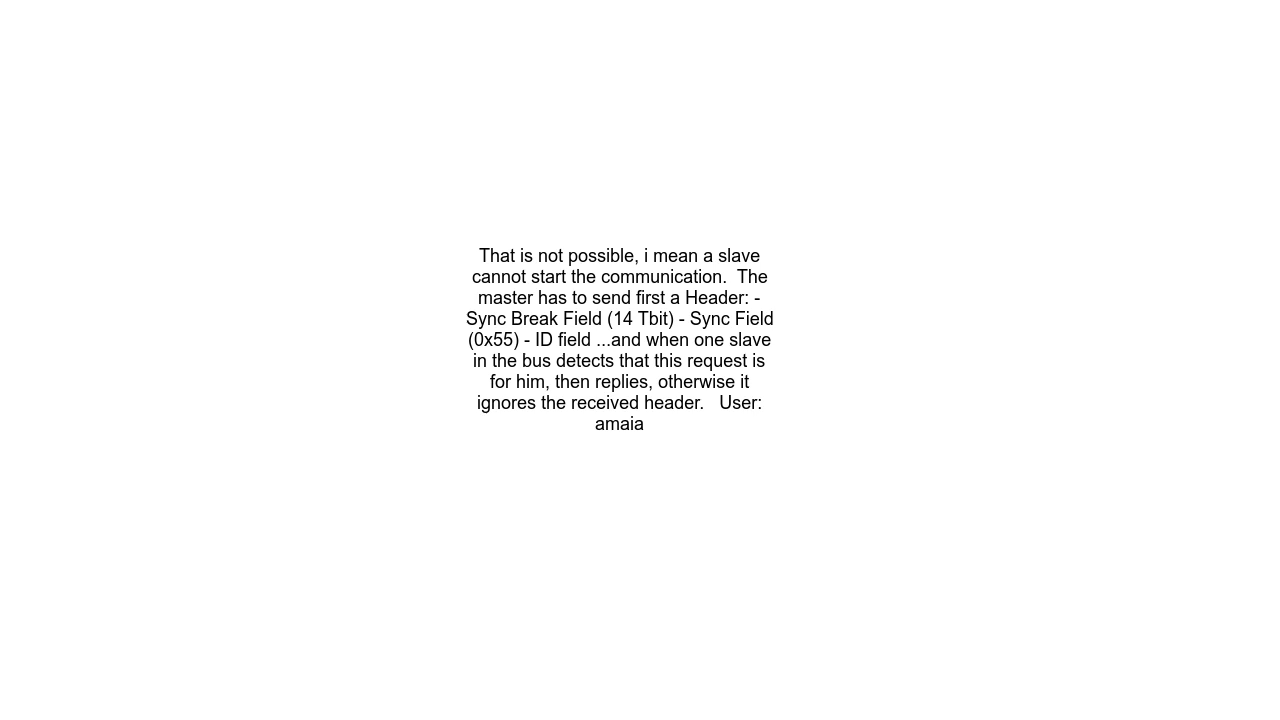 That is not possible, i mean a slave
cannot start the communication.  The
master has to send first a Header: -
Sync Break Field (14 Tbit) - Sync Field
(0x55) - ID field ...and when one slave
in the bus detects that this request is
for him, then replies, otherwise it
ignores the received header.   User:
amaia